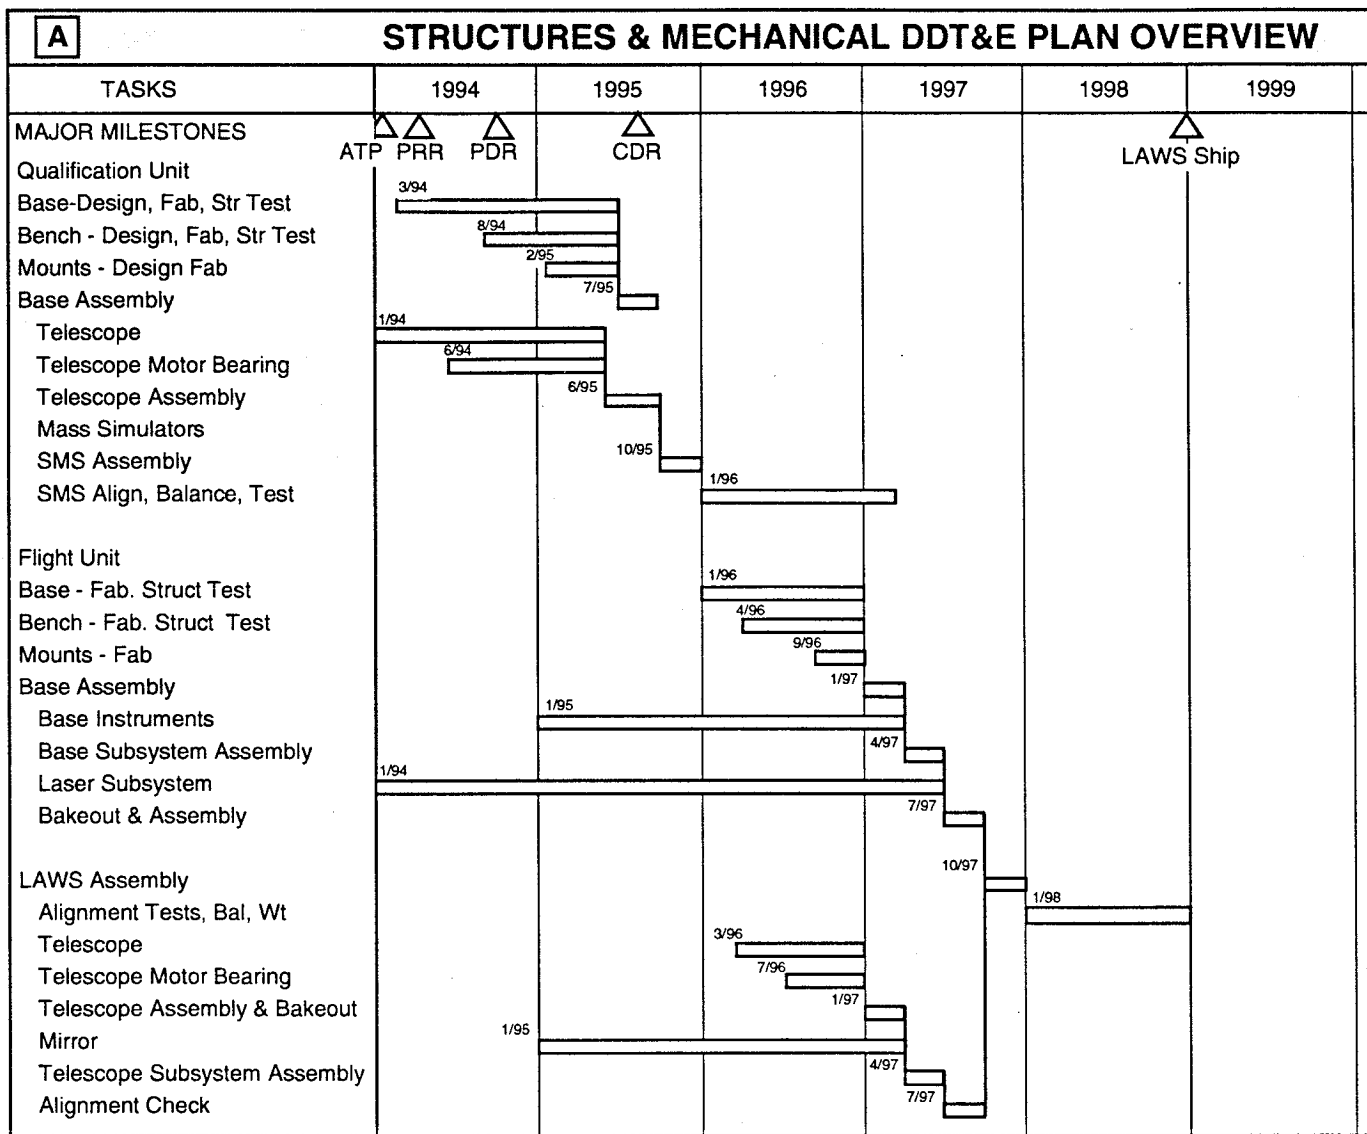 A STRUCTURES & MECHANICAL DDT&E PLAN OVERVIEW
TASKS 1994 1995 1996 1997 1998 1999
MAJOR MILESTONES
ATP PRR PDR CDR LAWS Ship
Qualification Unit
3/94
Base-Design, Fab, Str Test
8/94
Bench - Design, Fab, Str Test
2/95
Mounts - Design Fab
7/95
Base Assembly
1/94
Telescope
6/94
Telescope Motor Bearing
6/95
Telescope Assembly
Mass Simulators
10/95
SMS Assembly
1/96
SMS Align, Balance, Test
Flight Unit
1/96
Base - Fab. Struct Test
4/96
Bench - Fab. Struct Test
9/96
Mounts - Fab
1/97
Base Assembly
1/95
Base Instruments
4/97
Base Subsystem Assembly
1/94
Laser Subsystem
7/97
Bakeout & Assembly
10/97
LAWS Assembly
1/98
Alignment Tests, Bal, Wt
3/96
Telescope
7/96
Telescope Motor Bearing
1/97
Telescope Assembly & Bakeout
1/95
Mirror
4/97
Telescope Subsystem Assembly
7/97
Alignment Check